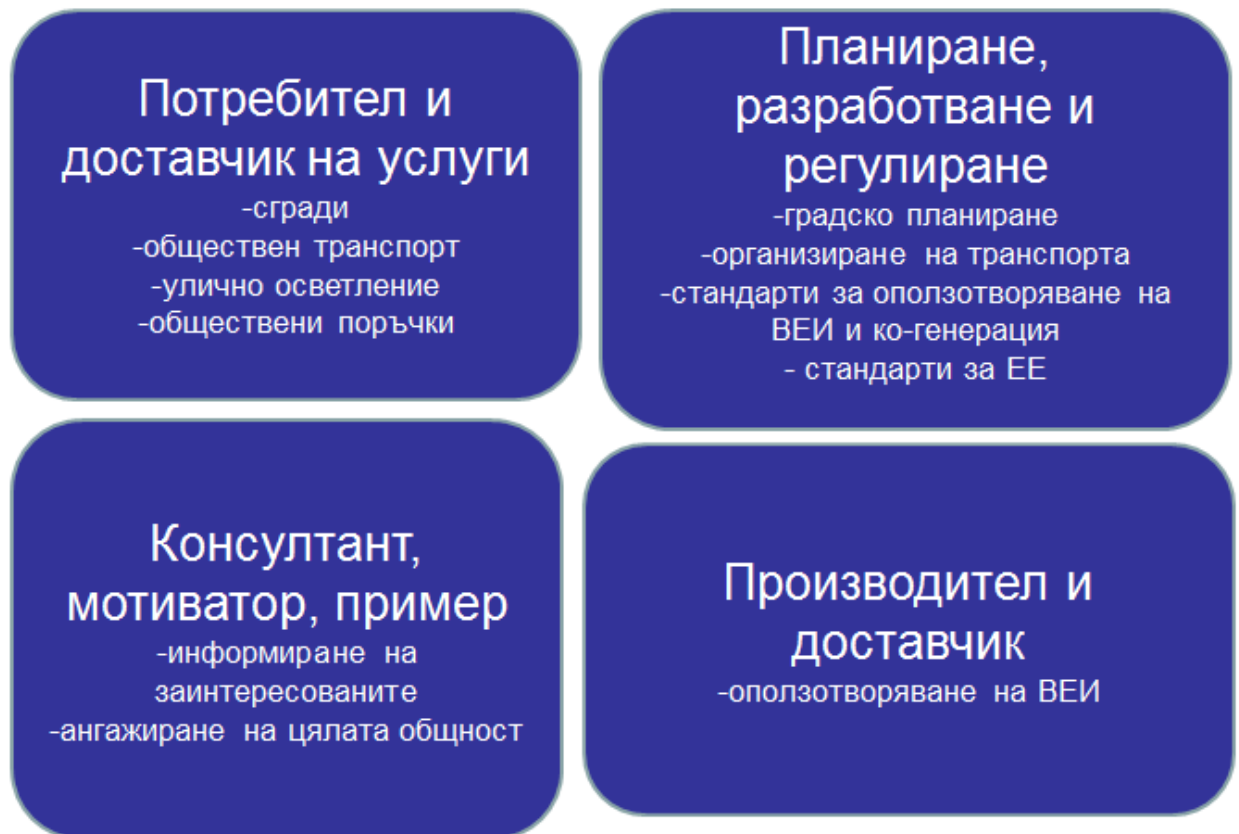 Потребител и
доставчик на услуги
-сгради
-обществен транспорт
-улично осветление
-обществени поръчки
Планиране,
разработване и
регулиране
-градско планиране
-организиране на транспорта
-стандарти за оползотворяване на
ВЕИ и ко-генерация
- стандарти за ЕЕ
Консултант,
мотиватор, пример
-информиране на
заинтересованите
-ангажиране на цялата общност
Производител и
доставчик
-оползотворяване на ВЕИ